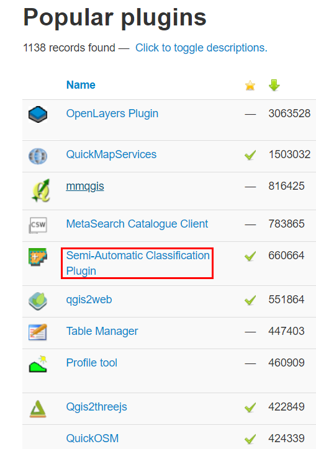 Popular plugins
1138 records found — Click to toggle descriptions.
Name
OpenLayers Plugin — 3063528
QuickMapServices 1503032
mmqgis — 816425
CSW MetaSearch Catalogue Client — 783865
Semi-Automatic Classification 660664
Plugin
qgis2web 551864
Table Manager — 447403
Profile tool — 460909
Qgis2threejs 422849
QuickOSM 424339